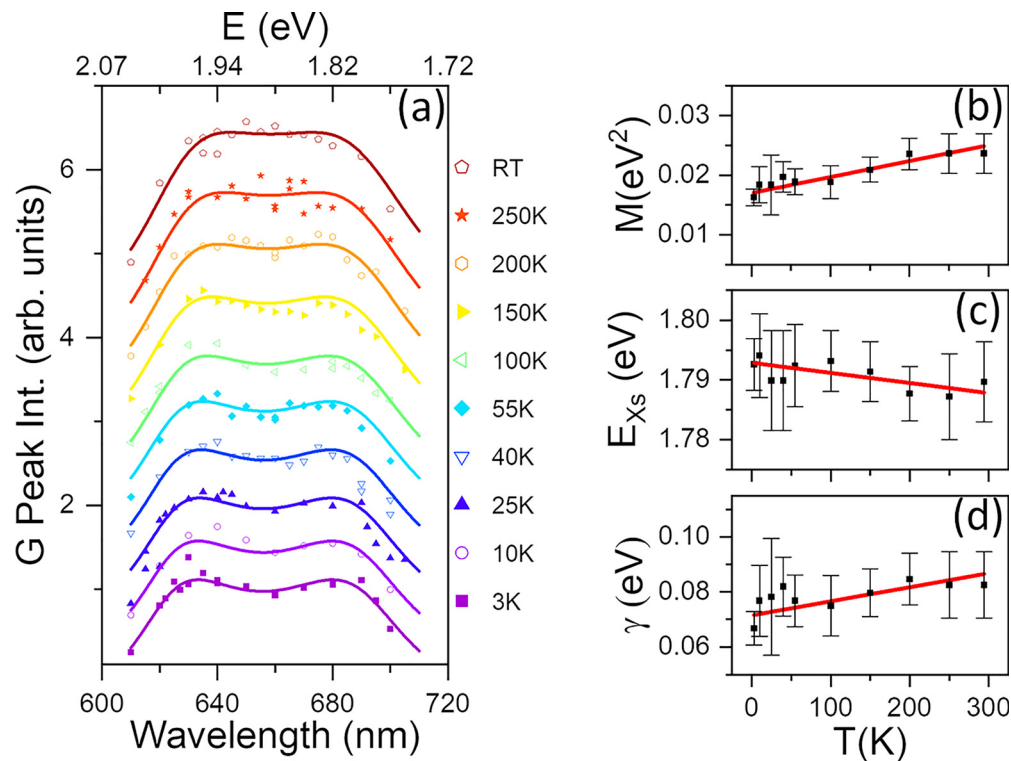 E (eV)
2.07 1.94 1.82 1.72
(a)
G Peak Int. (arb. units)
6
4
2
600 640 680 720
Wavelength (nm)
RT
250K
200K
150K
100K
55K
40K
25K
10K
3K
(b)
M(eV²)
0.03
0.02
0.01
(c)
E_Xs (eV)
1.80
1.79
1.78
(d)
γ (eV)
0.10
0.08
0.06
0 100 200 300
T(K)